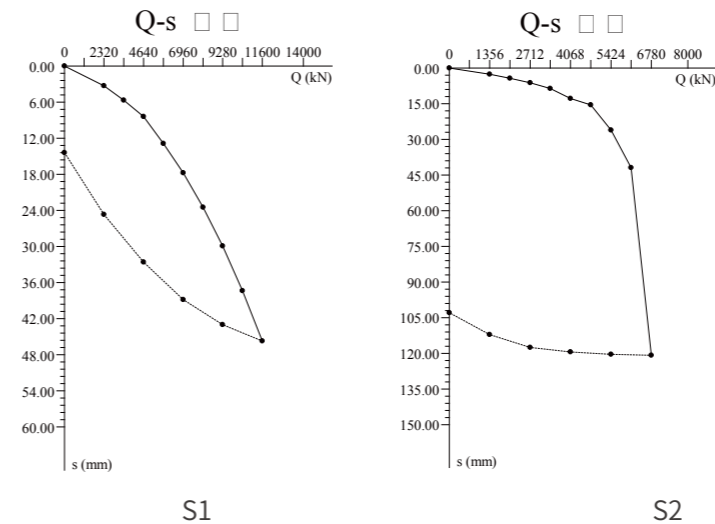 Q-s □ □
0 2320 4640 6960 9280 11600 14000
Q (kN)
0.00
6.00
12.00
18.00
24.00
30.00
36.00
42.00
48.00
54.00
60.00
s (mm)
S1
Q-s □ □
0 1356 2712 4068 5424 6780 8000
Q (kN)
0.00
15.00
30.00
45.00
60.00
75.00
90.00
105.00
120.00
135.00
150.00
s (mm)
S2